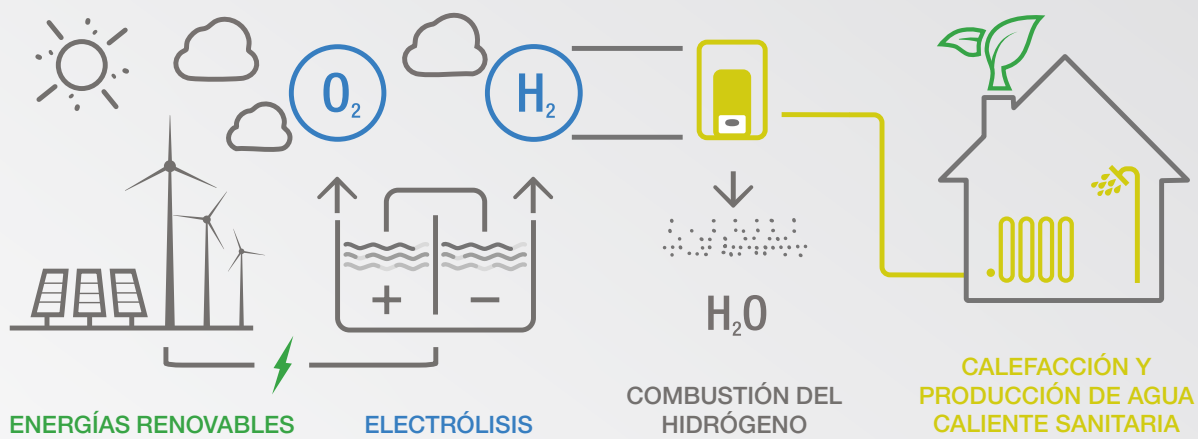 O₂
H₂
+ −
H₂O
ENERGÍAS RENOVABLES
ELECTRÓLISIS
COMBUSTIÓN DEL
HIDRÓGENO
CALEFACCIÓN Y
PRODUCCIÓN DE AGUA
CALIENTE SANITARIA